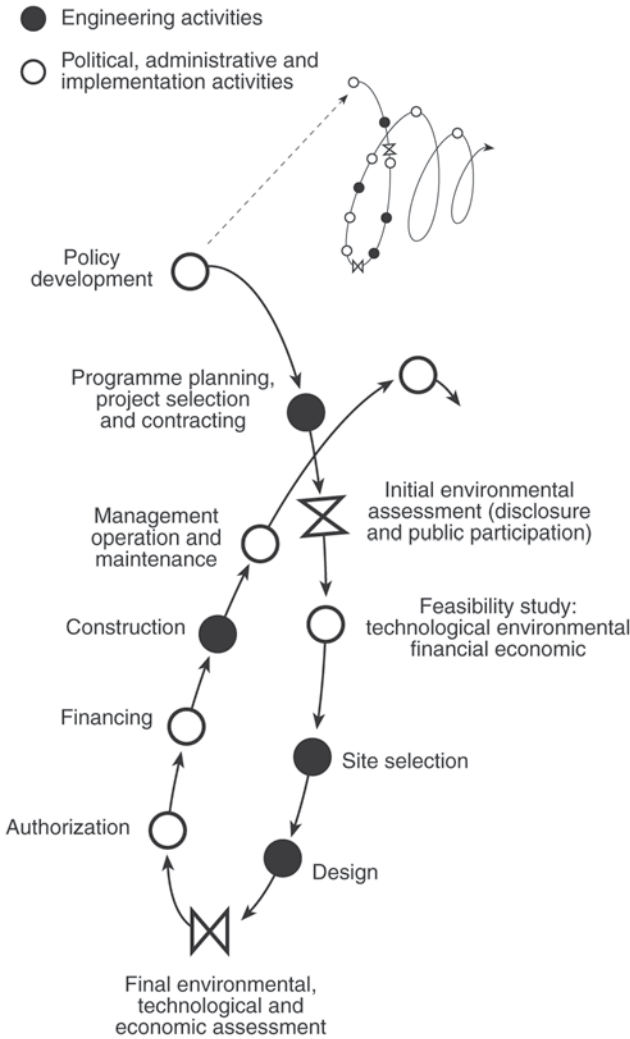 Engineering activities
Political, administrative and
implementation activities
Policy
development
Programme planning,
project selection
and contracting
Initial environmental
assessment (disclosure
and public participation)
Management
operation and
maintenance
Feasibility study:
technological environmental
financial economic
Construction
Financing
Site selection
Authorization
Design
Final environmental,
technological and
economic assessment